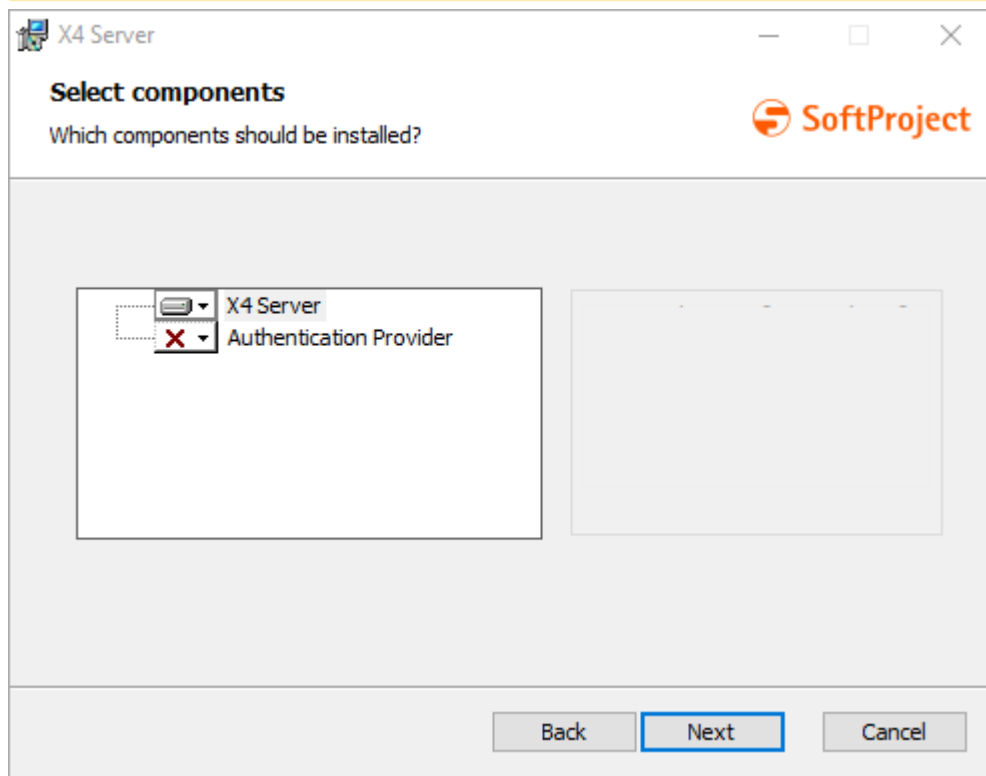 X4 Server
Select components
Which components should be installed?
SoftProject
X4 Server
Authentication Provider
Back
Next
Cancel